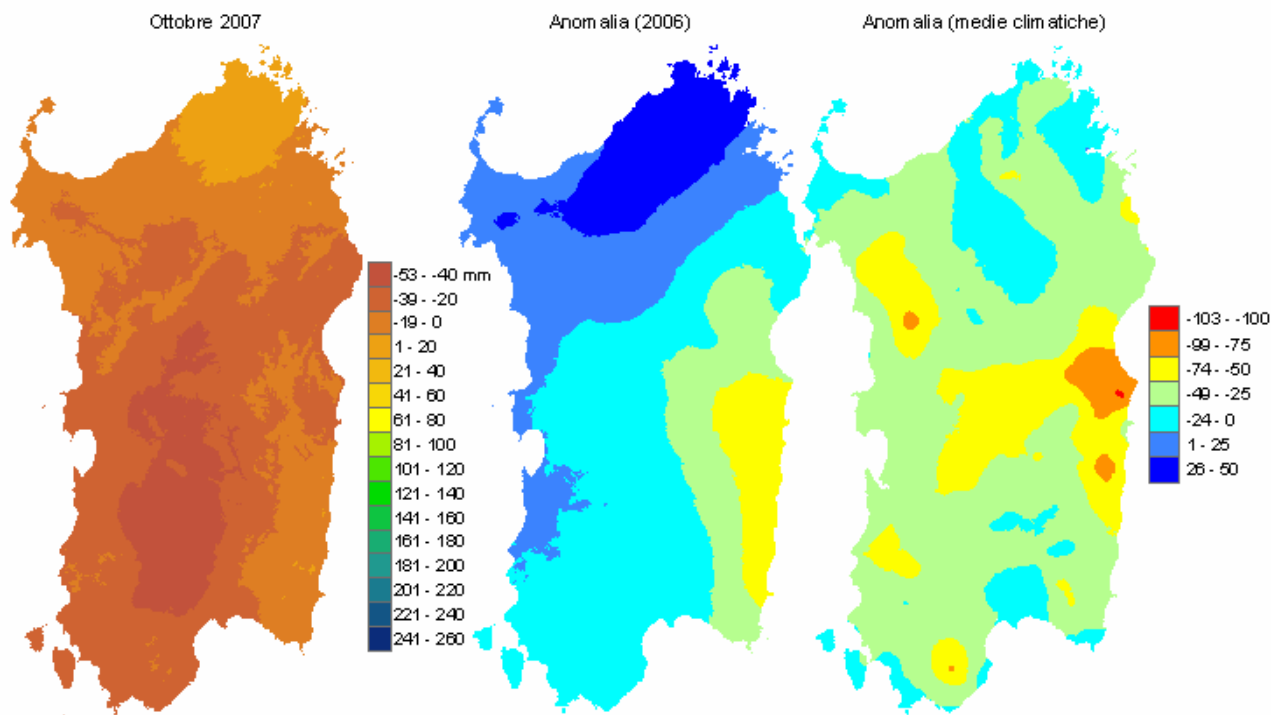 Ottobre 2007
Anomalia (2006)
Anomalia (medie climatiche)
-53 - -40 mm
-39 - -20
-19 - 0
1 - 20
21 - 40
41 - 60
61 - 80
81 - 100
101 - 120
121 - 140
141 - 160
161 - 180
181 - 200
201 - 220
221 - 240
241 - 260
-103 - -100
-99 - -75
-74 - -50
-49 - -25
-24 - 0
1 - 25
26 - 50